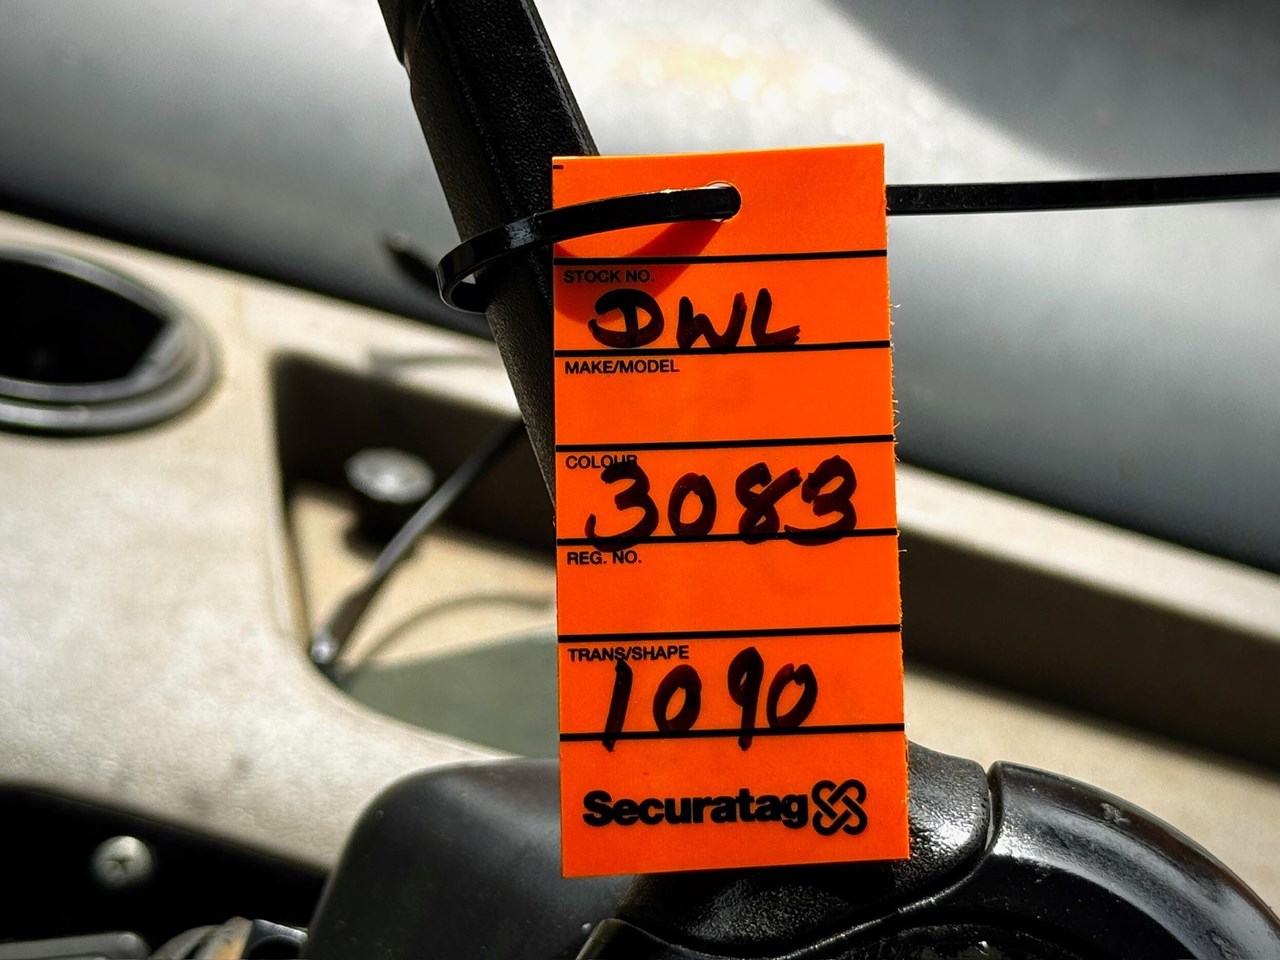 STOCK NO.
DWL
MAKE/MODEL
COLOUR
3083
REG. NO.
TRANS/SHAPE
1090
Securatag